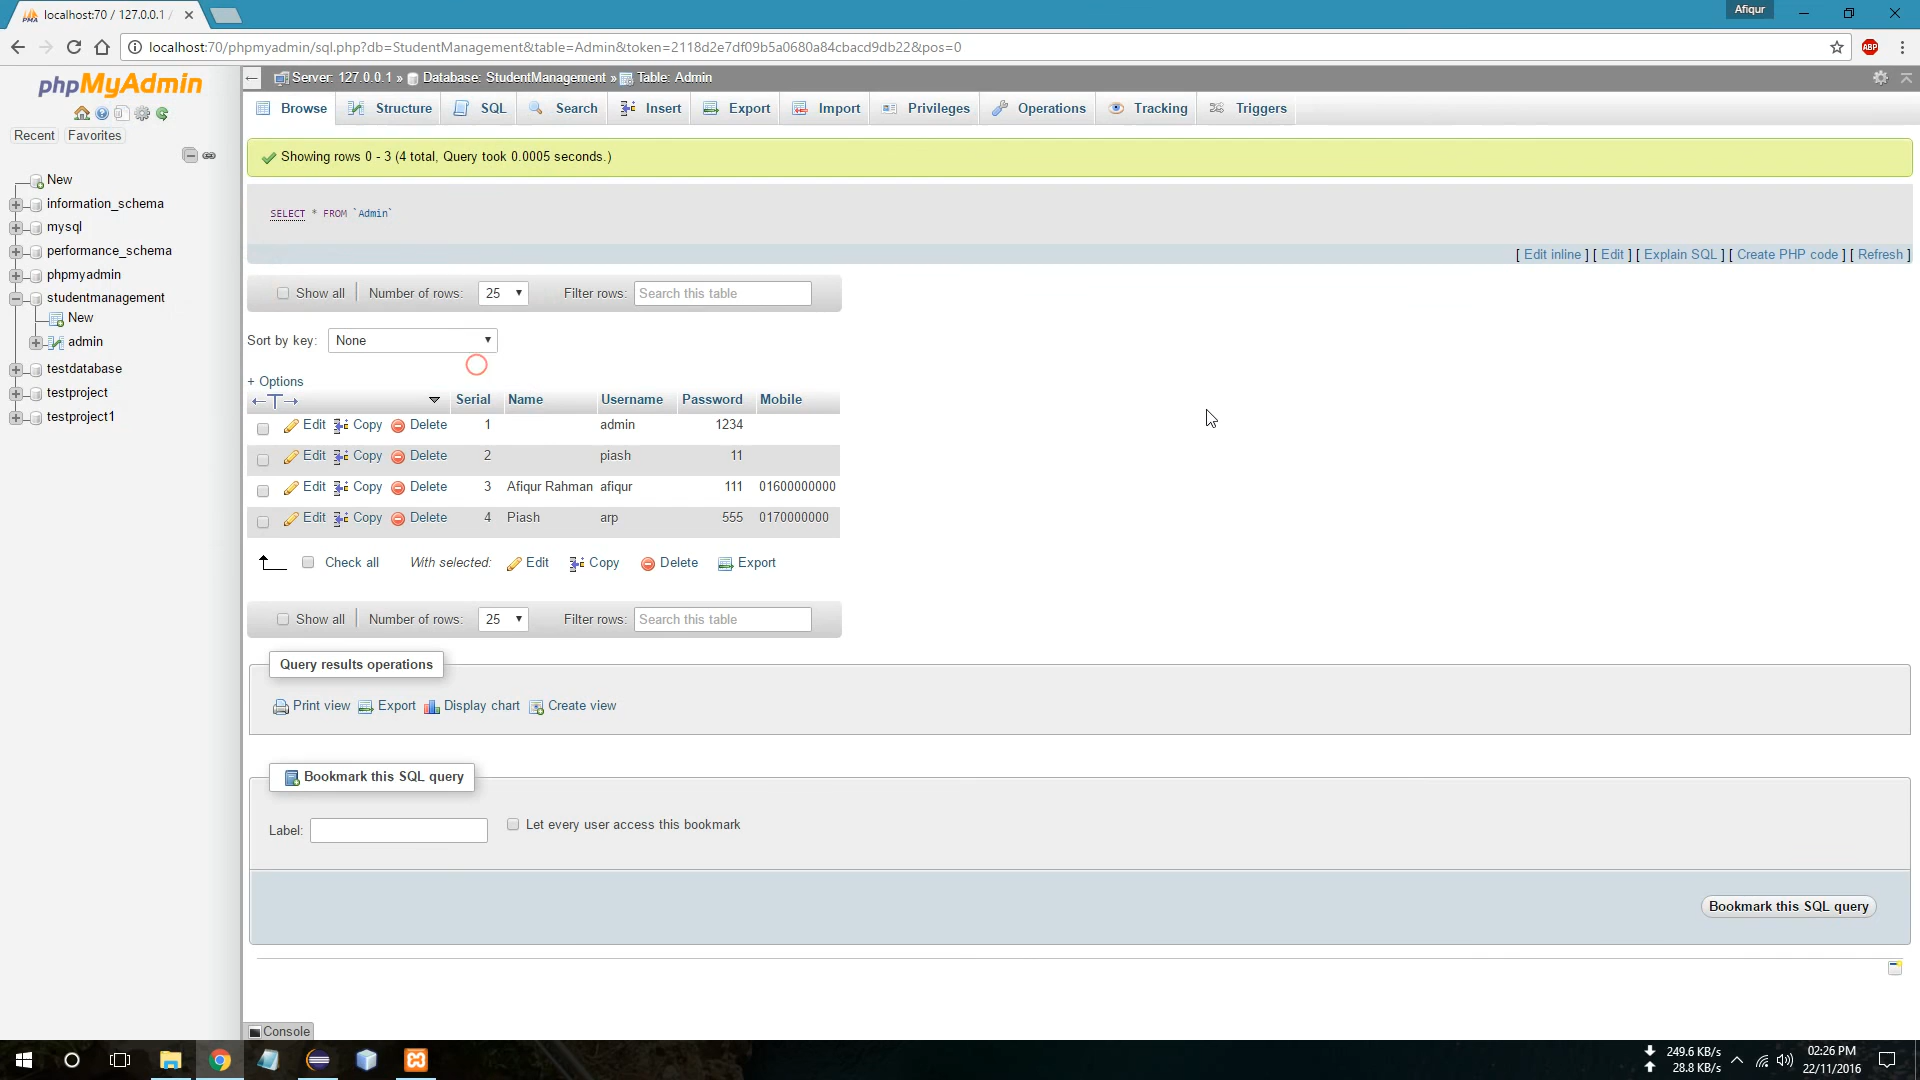 localhost:70 / 127.0.0.1 /
Afiqur
localhost:70/phpmyadmin/sql.php?db=StudentManagement&table=Admin&token=2118d2e7df09b5a0680a84cbacd9db22&pos=0
ABP
phpMyAdmin
Server: 127.0.0.1 » Database: StudentManagement » Table: Admin
Browse Structure SQL Search Insert Export Import Privileges Operations Tracking Triggers
Recent Favorites
New
information_schema
mysql
performance_schema
phpmyadmin
studentmanagement
New
admin
testdatabase
testproject
testproject1
Showing rows 0 - 3 (4 total, Query took 0.0005 seconds.)
SELECT * FROM `Admin`
[ Edit inline ] [ Edit ] [ Explain SQL ] [ Create PHP code ] [ Refresh ]
Show all Number of rows: 25 Filter rows: Search this table
Sort by key: None
+ Options
←T→ Serial Name Username Password Mobile
Edit Copy Delete 1 admin 1234
Edit Copy Delete 2 piash 11
Edit Copy Delete 3 Afiqur Rahman afiqur 111 01600000000
Edit Copy Delete 4 Piash arp 555 0170000000
Check all With selected: Edit Copy Delete Export
Show all Number of rows: 25 Filter rows: Search this table
Query results operations
Print view Export Display chart Create view
Bookmark this SQL query
Label: Let every user access this bookmark
Bookmark this SQL query
Console
249.6 KB/s
28.8 KB/s
02:26 PM
22/11/2016